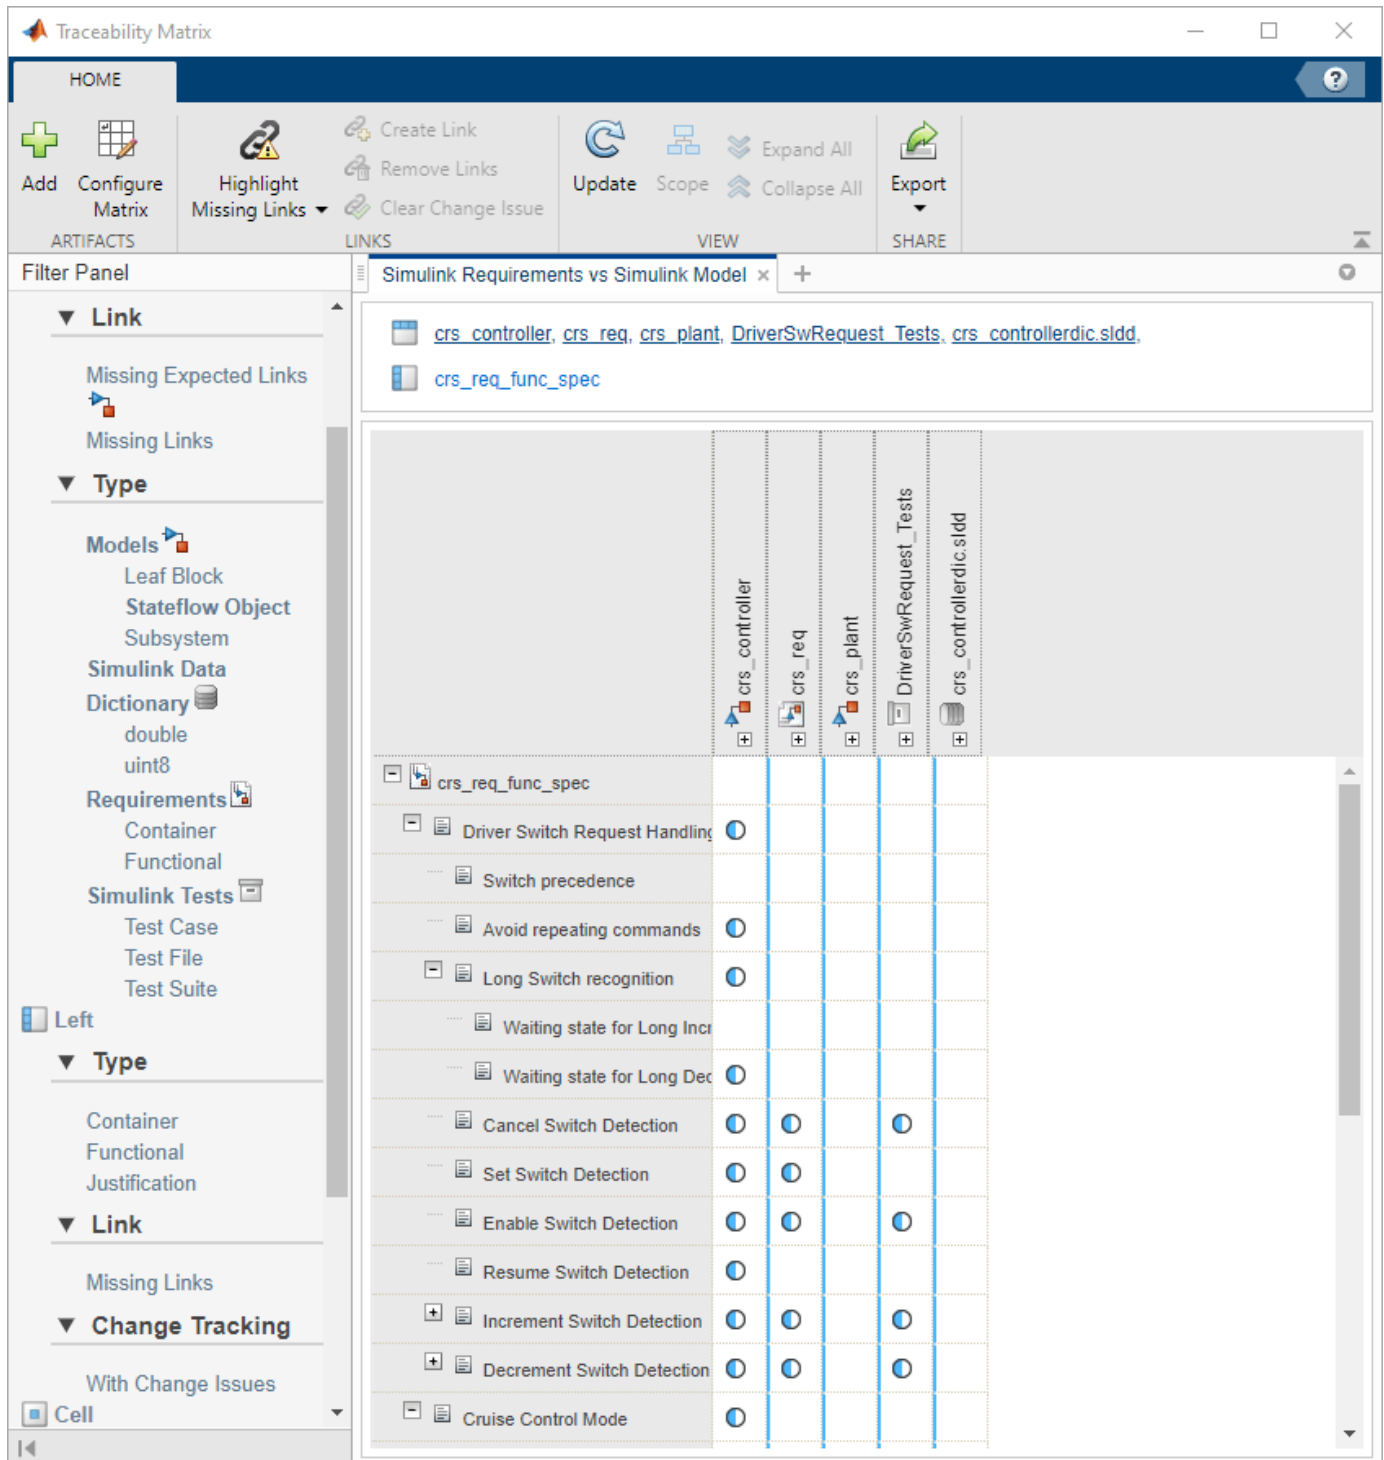 Traceability Matrix
HOME
Add
Configure
Matrix
Highlight
Missing Links
Create Link
Remove Links
Clear Change Issue
Update
Scope
Expand All
Collapse All
Export
ARTIFACTS
LINKS
VIEW
SHARE
Filter Panel
Link
Missing Expected Links
Missing Links
Type
Models
Leaf Block
Stateflow Object
Subsystem
Simulink Data
Dictionary
double
uint8
Requirements
Container
Functional
Simulink Tests
Test Case
Test File
Test Suite
Left
Type
Container
Functional
Justification
Link
Missing Links
Change Tracking
With Change Issues
Cell
Simulink Requirements vs Simulink Model
crs_controller, crs_req, crs_plant, DriverSwRequest_Tests, crs_controllerdic.sldd,
crs_req_func_spec
crs_controller
crs_req
crs_plant
DriverSwRequest_Tests
crs_controllerdic.sldd
crs_req_func_spec
Driver Switch Request Handling
Switch precedence
Avoid repeating commands
Long Switch recognition
Waiting state for Long Incr
Waiting state for Long Dec
Cancel Switch Detection
Set Switch Detection
Enable Switch Detection
Resume Switch Detection
Increment Switch Detection
Decrement Switch Detection
Cruise Control Mode